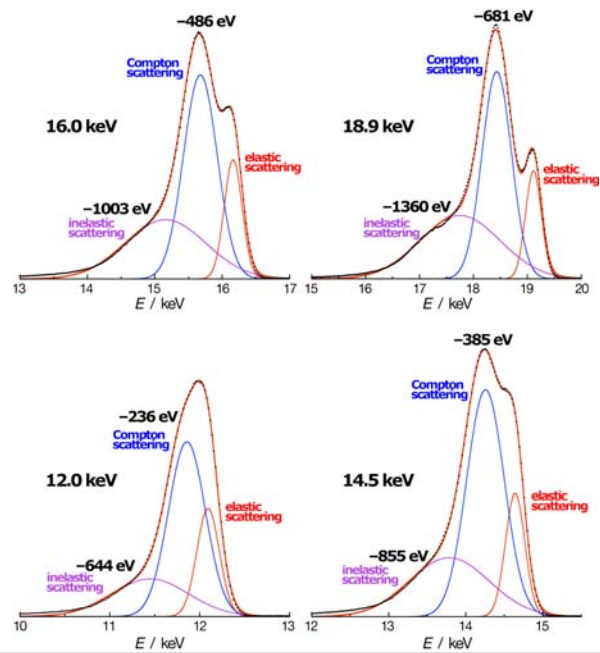 −486 eV
Compton
scattering
16.0 keV
elastic
scattering
−1003 eV
inelastic
scattering
13 14 15 16 17
E / keV
−681 eV
Compton
scattering
18.9 keV
elastic
scattering
−1360 eV
inelastic
scattering
15 16 17 18 19 20
E / keV
−236 eV
Compton
scattering
12.0 keV
elastic
scattering
−644 eV
inelastic
scattering
10 11 12 13
E / keV
−385 eV
Compton
scattering
14.5 keV
elastic
scattering
−855 eV
inelastic
scattering
12 13 14 15
E / keV